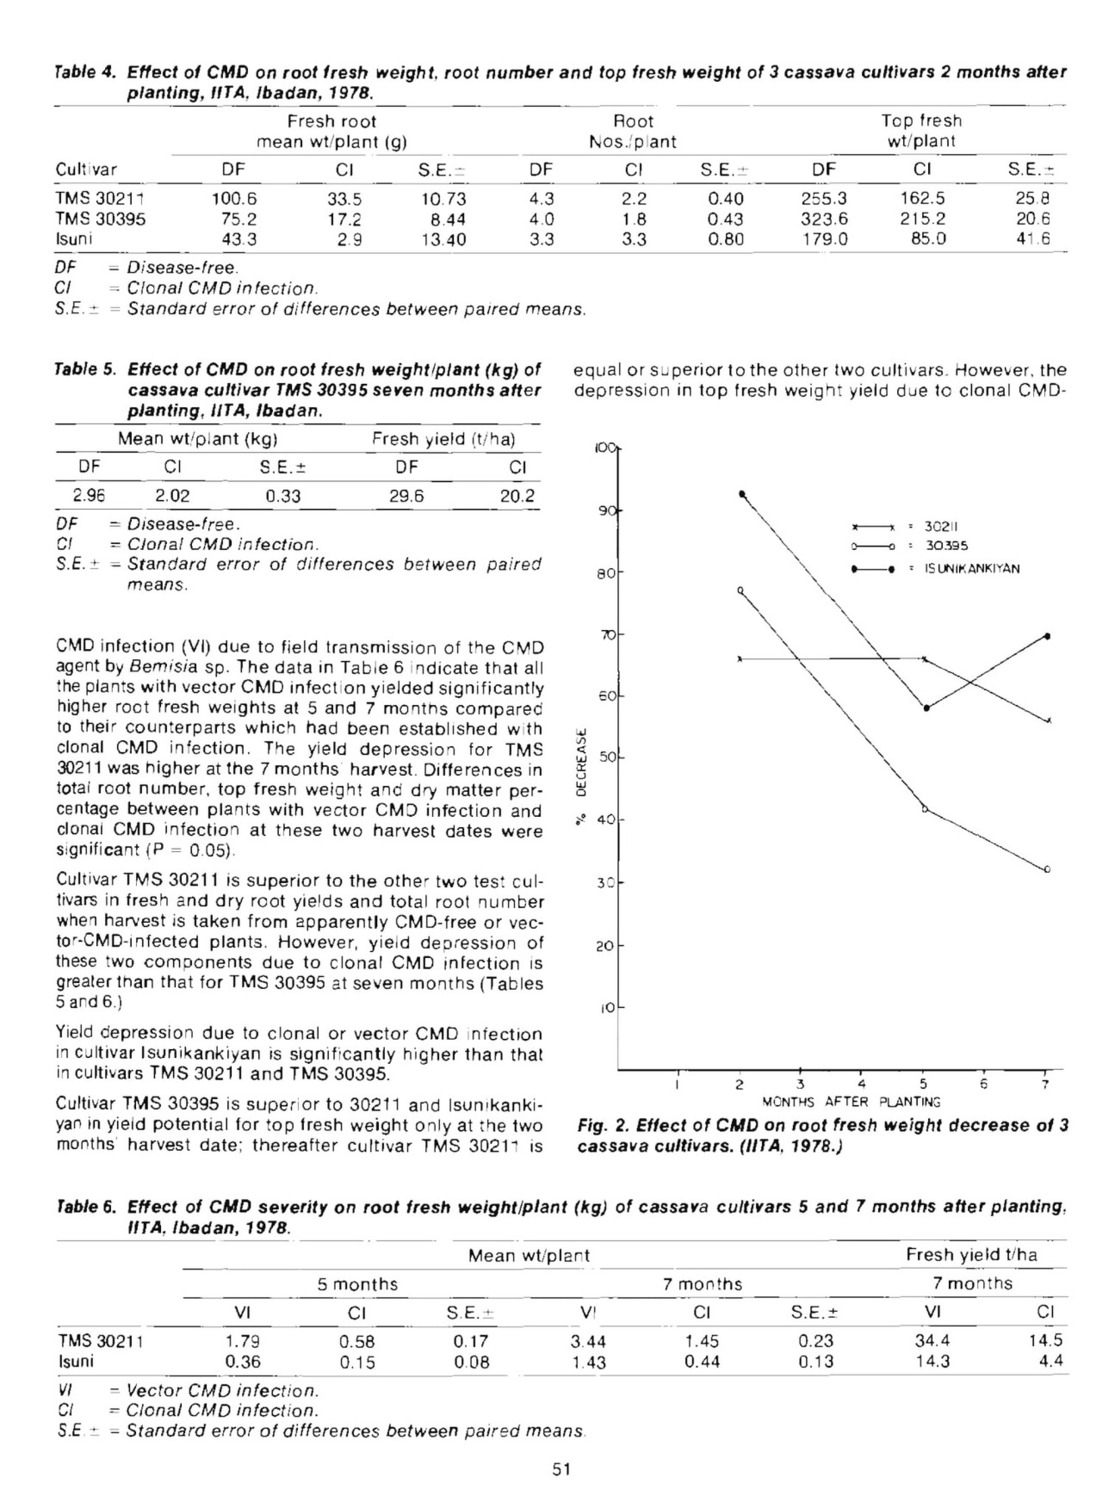 Table 4. Effect of CMD on root fresh weight, root number and top fresh weight of 3 cassava cultivars 2 months after
planting, IITA, Ibadan, 1978.
Fresh root Root Top fresh
mean wt/plant (g) Nos./plant wt/plant
Cultivar DF CI S.E.± DF CI S.E.± DF CI S.E.±
TMS 30211 100.6 33.5 10.73 4.3 2.2 0.40 255.3 162.5 25.8
TMS 30395 75.2 17.2 8.44 4.0 1.8 0.43 323.6 215.2 20.6
Isuni 43.3 2.9 13.40 3.3 3.3 0.80 179.0 85.0 41.6
DF = Disease-free.
CI = Clonal CMD infection.
S.E.± = Standard error of differences between paired means.
Table 5. Effect of CMD on root fresh weight/plant (kg) of
cassava cultivar TMS 30395 seven months after
planting, IITA, Ibadan.
Mean wt/plant (kg) Fresh yield (t/ha)
DF CI S.E.± DF CI
2.96 2.02 0.33 29.6 20.2
DF = Disease-free.
CI = Clonal CMD infection.
S.E.± = Standard error of differences between paired
means.
CMD infection (VI) due to field transmission of the CMD
agent by Bemisia sp. The data in Table 6 indicate that all
the plants with vector CMD infection yielded significantly
higher root fresh weights at 5 and 7 months compared
to their counterparts which had been established with
clonal CMD infection. The yield depression for TMS
30211 was higher at the 7 months' harvest. Differences in
total root number, top fresh weight and dry matter per-
centage between plants with vector CMD infection and
clonal CMD infection at these two harvest dates were
significant (P = 0.05).
Cultivar TMS 30211 is superior to the other two test cul-
tivars in fresh and dry root yields and total root number
when harvest is taken from apparently CMD-free or vec-
tor-CMD-infected plants. However, yield depression of
these two components due to clonal CMD infection is
greater than that for TMS 30395 at seven months (Tables
5 and 6.)
Yield depression due to clonal or vector CMD infection
in cultivar Isunikankiyan is significantly higher than that
in cultivars TMS 30211 and TMS 30395.
Cultivar TMS 30395 is superior to 30211 and Isunikanki-
yan in yield potential for top fresh weight only at the two
months' harvest date; thereafter cultivar TMS 30211 is
equal or superior to the other two cultivars. However, the
depression in top fresh weight yield due to clonal CMD-
100
90
80
70
60
50
40
30
20
10
% DECREASE
= 30211
= 30395
= ISUNIKANKIYAN
1 2 3 4 5 6 7
MONTHS AFTER PLANTING
Fig. 2. Effect of CMD on root fresh weight decrease of 3
cassava cultivars. (IITA, 1978.)
Table 6. Effect of CMD severity on root fresh weight/plant (kg) of cassava cultivars 5 and 7 months after planting,
IITA, Ibadan, 1978.
Mean wt/plant Fresh yield t/ha
5 months 7 months 7 months
VI CI S.E.± VI CI S.E.± VI CI
TMS 30211 1.79 0.58 0.17 3.44 1.45 0.23 34.4 14.5
Isuni 0.36 0.15 0.08 1.43 0.44 0.13 14.3 4.4
VI = Vector CMD infection.
CI = Clonal CMD infection.
S.E.± = Standard error of differences between paired means.
51